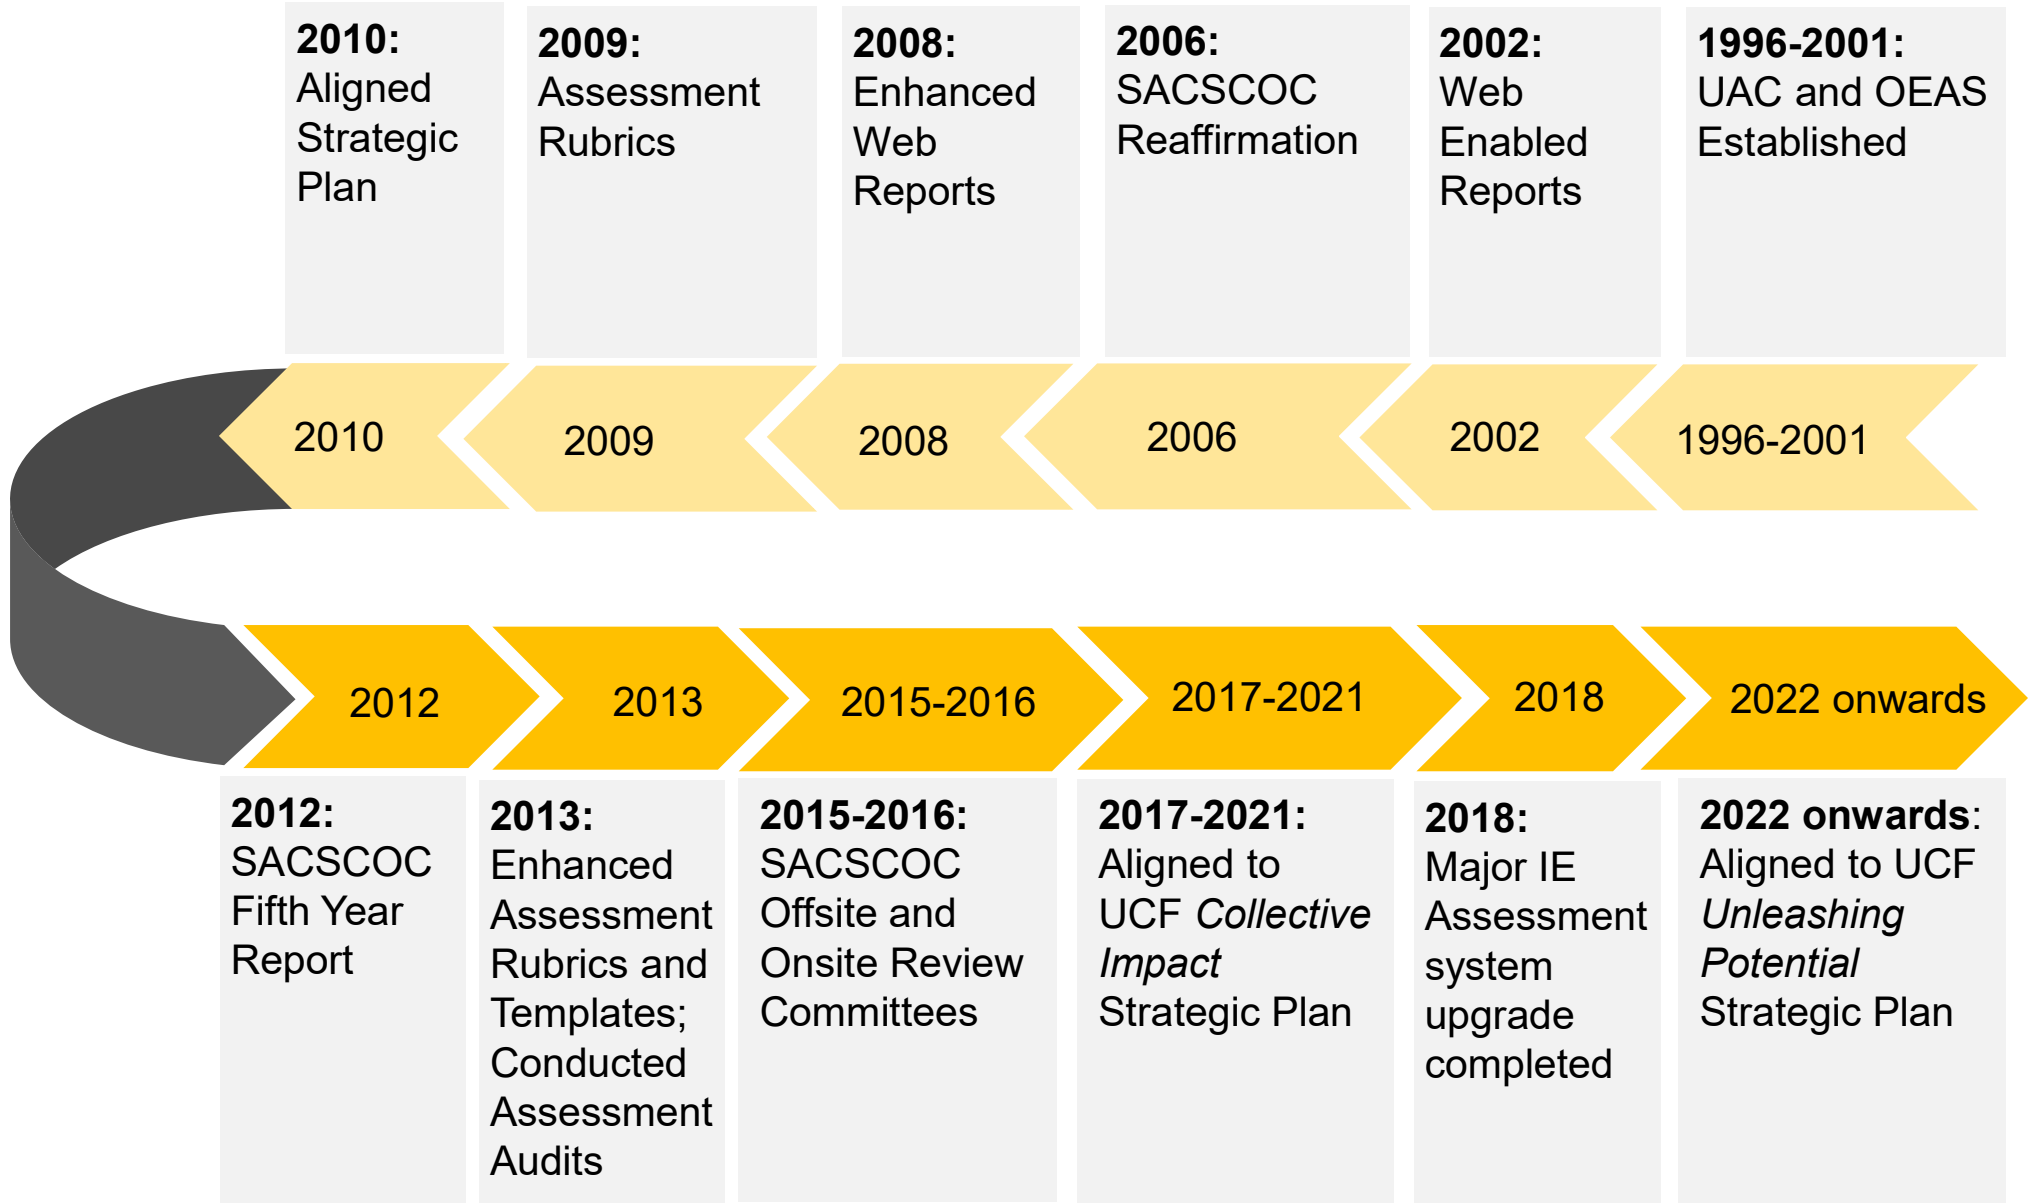 2010:
Aligned
Strategic
Plan
2009:
Assessment
Rubrics
2008:
Enhanced
Web
Reports
2006:
SACSCOC
Reaffirmation
2002:
Web
Enabled
Reports
1996-2001:
UAC and OEAS
Established
2010
2009
2008
2006
2002
1996-2001
2012
2013
2015-2016
2017-2021
2018
2022 onwards
2012:
SACSCOC
Fifth Year
Report
2013:
Enhanced
Assessment
Rubrics and
Templates;
Conducted
Assessment
Audits
2015-2016:
SACSCOC
Offsite and
Onsite Review
Committees
2017-2021:
Aligned to
UCF Collective
Impact
Strategic Plan
2018:
Major IE
Assessment
system
upgrade
completed
2022 onwards:
Aligned to UCF
Unleashing
Potential
Strategic Plan